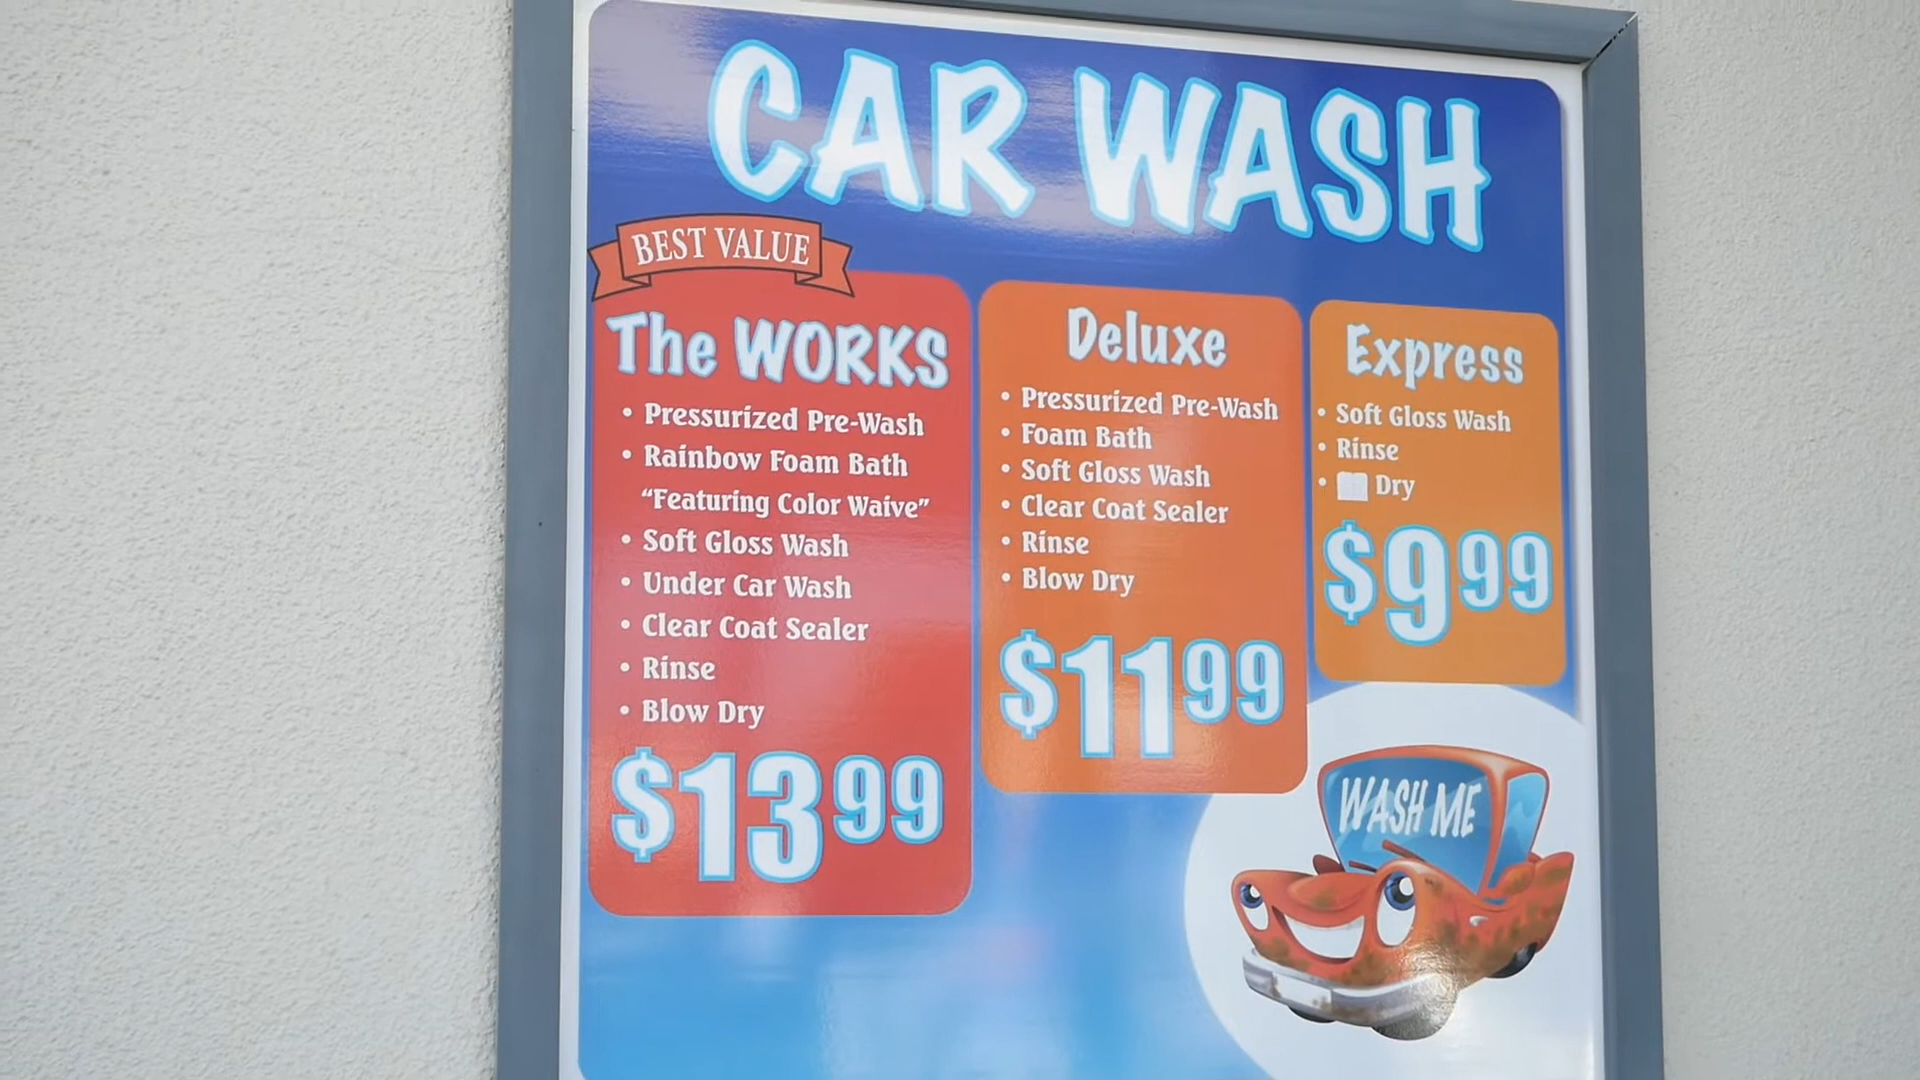 CAR WASH
BEST VALUE
The WORKS
• Pressurized Pre-Wash
• Rainbow Foam Bath
“Featuring Color Waive”
• Soft Gloss Wash
• Under Car Wash
• Clear Coat Sealer
• Rinse
• Blow Dry
$13 99
Deluxe
• Pressurized Pre-Wash
• Foam Bath
• Soft Gloss Wash
• Clear Coat Sealer
• Rinse
• Blow Dry
$11 99
Express
• Soft Gloss Wash
• Rinse
• Dry
$9 99
WASH ME